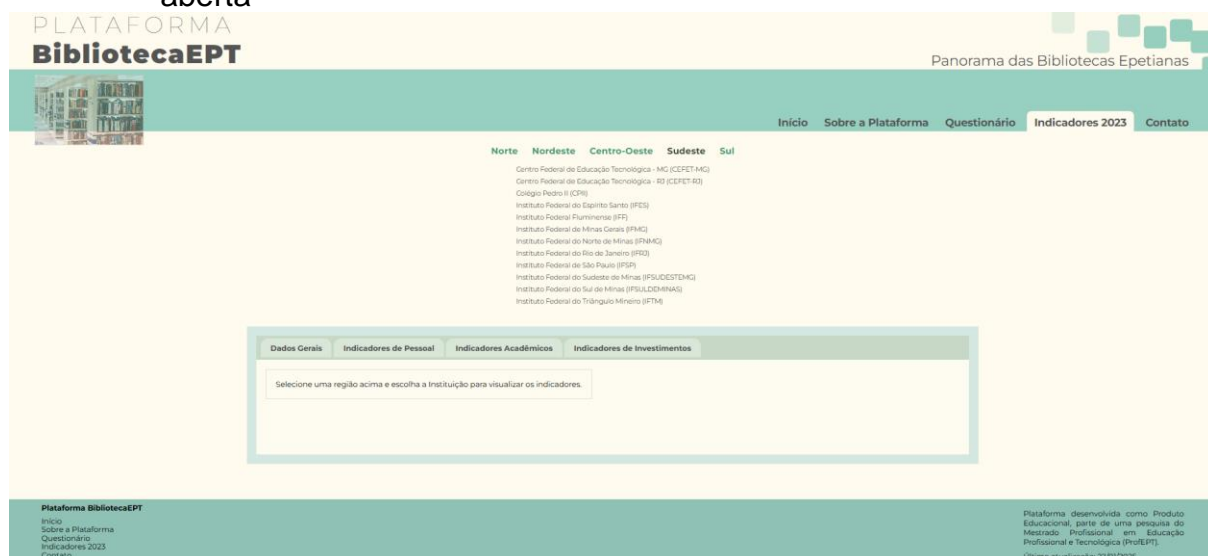 aberta
PLATAFORMA
BibliotecaEPT
Panorama das Bibliotecas Epetianas
Início Sobre a Plataforma Questionário Indicadores 2023 Contato
Norte Nordeste Centro-Oeste Sudeste Sul
Centro Federal de Educação Tecnológica - MG (CEFET-MG)
Centro Federal de Educação Tecnológica - RJ (CEFET-RJ)
Colégio Pedro II (CPII)
Instituto Federal do Espírito Santo (IFES)
Instituto Federal Fluminense (IFF)
Instituto Federal de Minas Gerais (IFMG)
Instituto Federal do Norte de Minas (IFNMG)
Instituto Federal do Rio de Janeiro (IFRJ)
Instituto Federal de São Paulo (IFSP)
Instituto Federal do Sudeste de Minas (IFSUDESTEMG)
Instituto Federal do Sul de Minas (IFSULDEMINAS)
Instituto Federal do Triângulo Mineiro (IFTM)
Dados Gerais Indicadores de Pessoal Indicadores Acadêmicos Indicadores de Investimentos
Selecione uma região acima e escolha a Instituição para visualizar os indicadores.
Plataforma BibliotecaEPT
Início
Sobre a Plataforma
Questionário
Indicadores 2023
Contato
Plataforma desenvolvida como Produto
Educacional, parte de uma pesquisa do
Mestrado Profissional em Educação
Profissional e Tecnológica (ProfEPT).